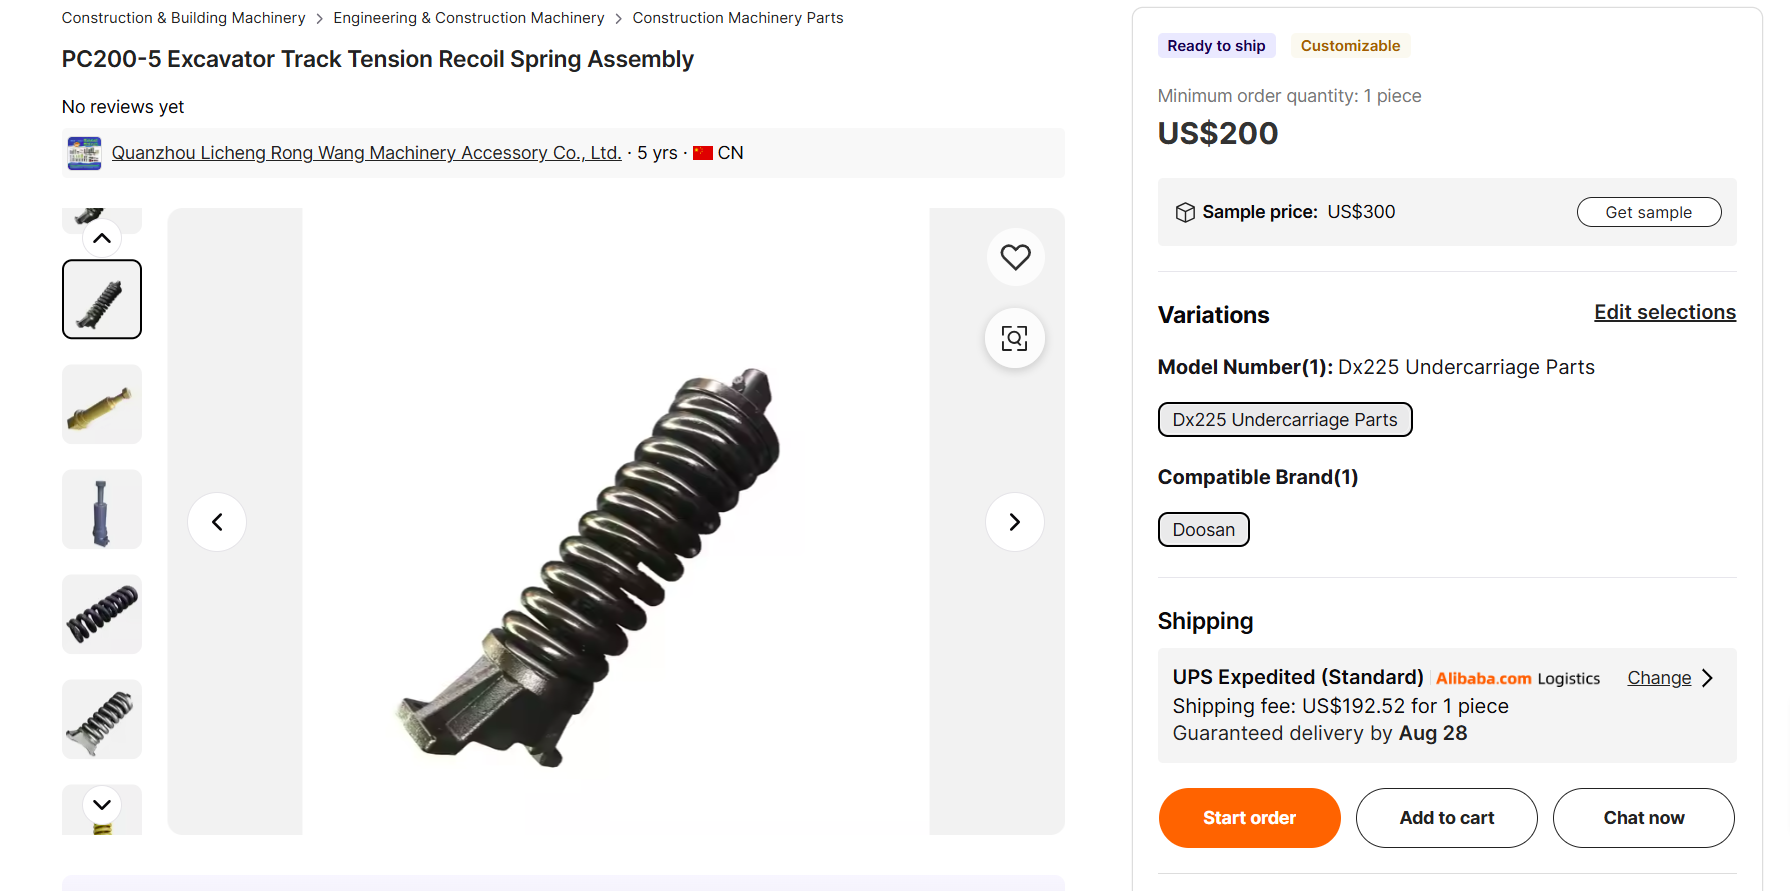 Construction & Building Machinery > Engineering & Construction Machinery > Construction Machinery Parts
PC200-5 Excavator Track Tension Recoil Spring Assembly
No reviews yet
Quanzhou Licheng Rong Wang Machinery Accessory Co., Ltd. · 5 yrs · CN
Ready to ship Customizable
Minimum order quantity: 1 piece
US$200
Sample price: US$300 Get sample
Variations Edit selections
Model Number(1): Dx225 Undercarriage Parts
Dx225 Undercarriage Parts
Compatible Brand(1)
Doosan
Shipping
UPS Expedited (Standard) Alibaba.com Logistics Change
Shipping fee: US$192.52 for 1 piece
Guaranteed delivery by Aug 28
Start order Add to cart Chat now